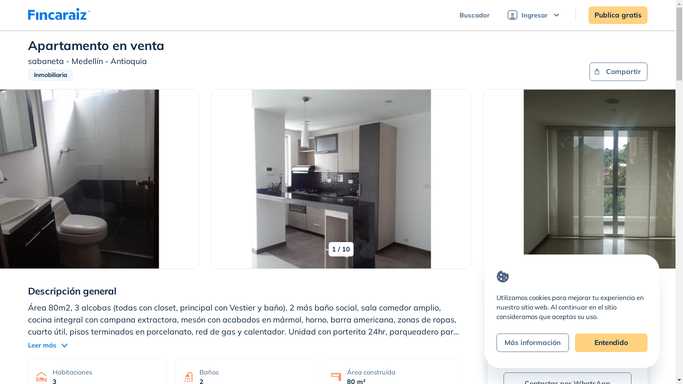 Fincaraiz
Buscador
Ingresar
Publica gratis
Apartamento en venta
sabaneta - Medellín - Antioquia
Inmobiliaria
Compartir
1 / 10
Descripción general
Área 80m2, 3 alcobas (todas con closet, principal con Vestier y baño). 2 más baño social, sala comedor amplio,
cocina integral con campana extractora, mesón con acabados en mármol, horno, barra americana, zonas de ropas,
cuarto útil, pisos terminados en porcelanato, red de gas y calentador. Unidad con porterita 24hr, parqueadero par...
Leer más
Habitaciones
3
Baños
2
Área construida
80 m²
Utilizamos cookies para mejorar tu experiencia en
nuestro sitio web. Al continuar en el sitio
consideramos que aceptas su uso.
Más información
Entendido
Contactar por WhatsApp